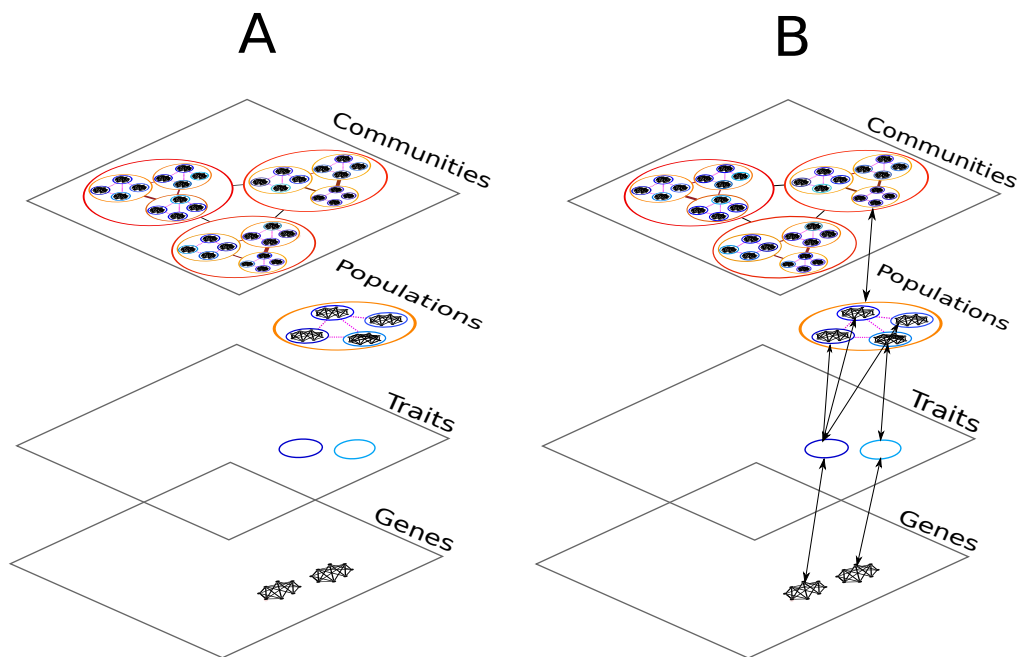 A
B
Communities
Communities
Populations
Populations
Traits
Traits
Genes
Genes